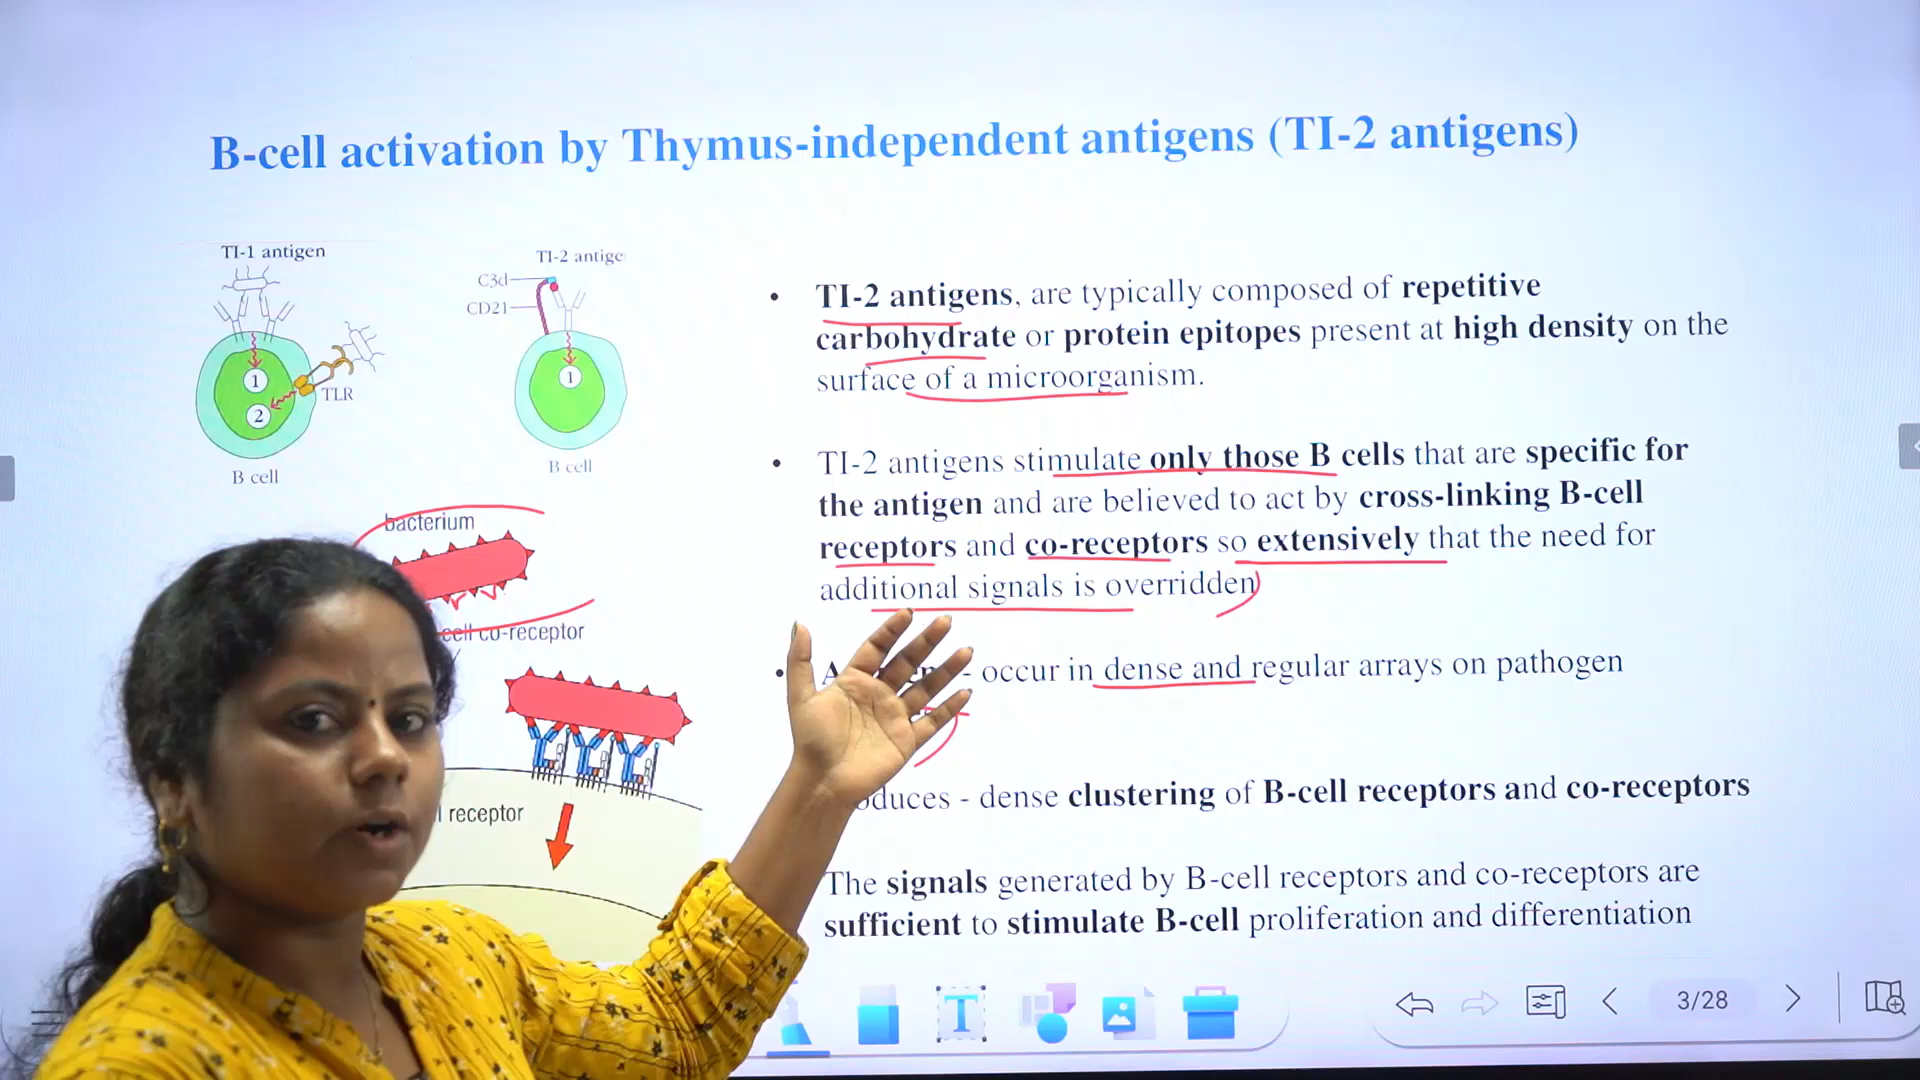 B-cell activation by Thymus-independent antigens (TI-2 antigens)
TI-1 antigen
1
2
TLR
B cell
TI-2 antige
C3d
CD21
1
B cell
bacterium
cell co-receptor
receptor
• TI-2 antigens, are typically composed of repetitive
carbohydrate or protein epitopes present at high density on the
surface of a microorganism.
• TI-2 antigens stimulate only those B cells that are specific for
the antigen and are believed to act by cross-linking B-cell
receptors and co-receptors so extensively that the need for
additional signals is overridden
• - occur in dense and regular arrays on pathogen
oduces - dense clustering of B-cell receptors and co-receptors
The signals generated by B-cell receptors and co-receptors are
sufficient to stimulate B-cell proliferation and differentiation
T
3/28